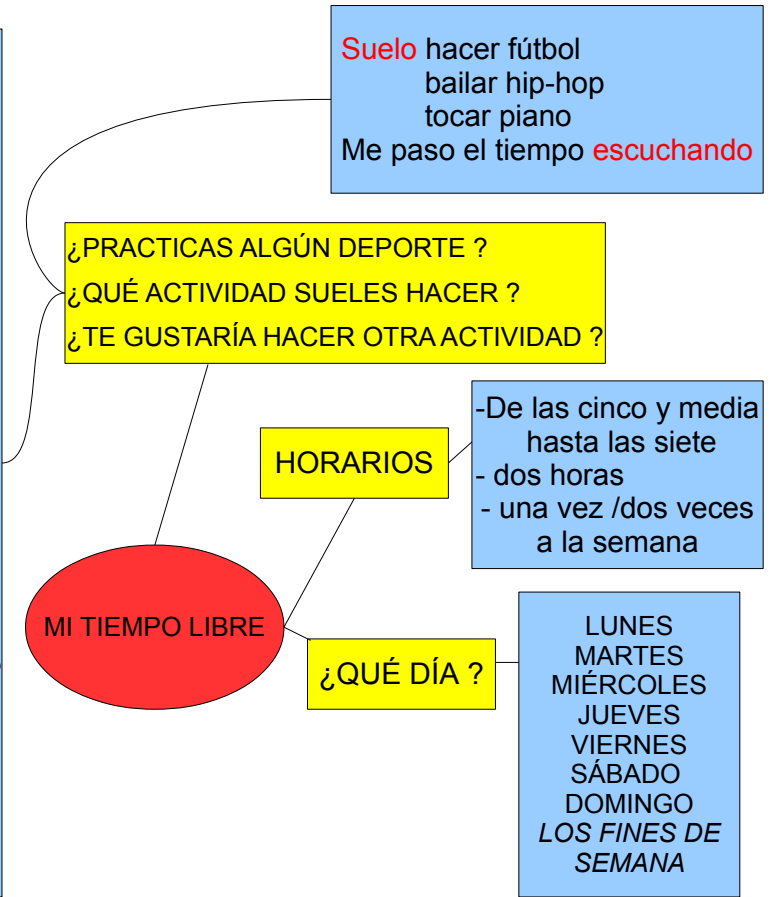 Suelo hacer fútbol
bailar hip-hop
tocar piano
Me paso el tiempo escuchando
¿PRACTICAS ALGÚN DEPORTE ?
¿QUÉ ACTIVIDAD SUELES HACER ?
¿TE GUSTARÍA HACER OTRA ACTIVIDAD ?
HORARIOS
-De las cinco y media
hasta las siete
- dos horas
- una vez /dos veces
a la semana
MI TIEMPO LIBRE
¿QUÉ DÍA ?
LUNES
MARTES
MIÉRCOLES
JUEVES
VIERNES
SÁBADO
DOMINGO
LOS FINES DE
SEMANA